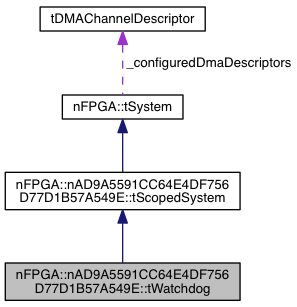 tDMAChannelDescriptor
_configuredDmaDescriptors
nFPGA::tSystem
nFPGA::nAD9A5591CC64E4DF756
D77D1B57A549E::tScopedSystem
nFPGA::nAD9A5591CC64E4DF756
D77D1B57A549E::tWatchdog